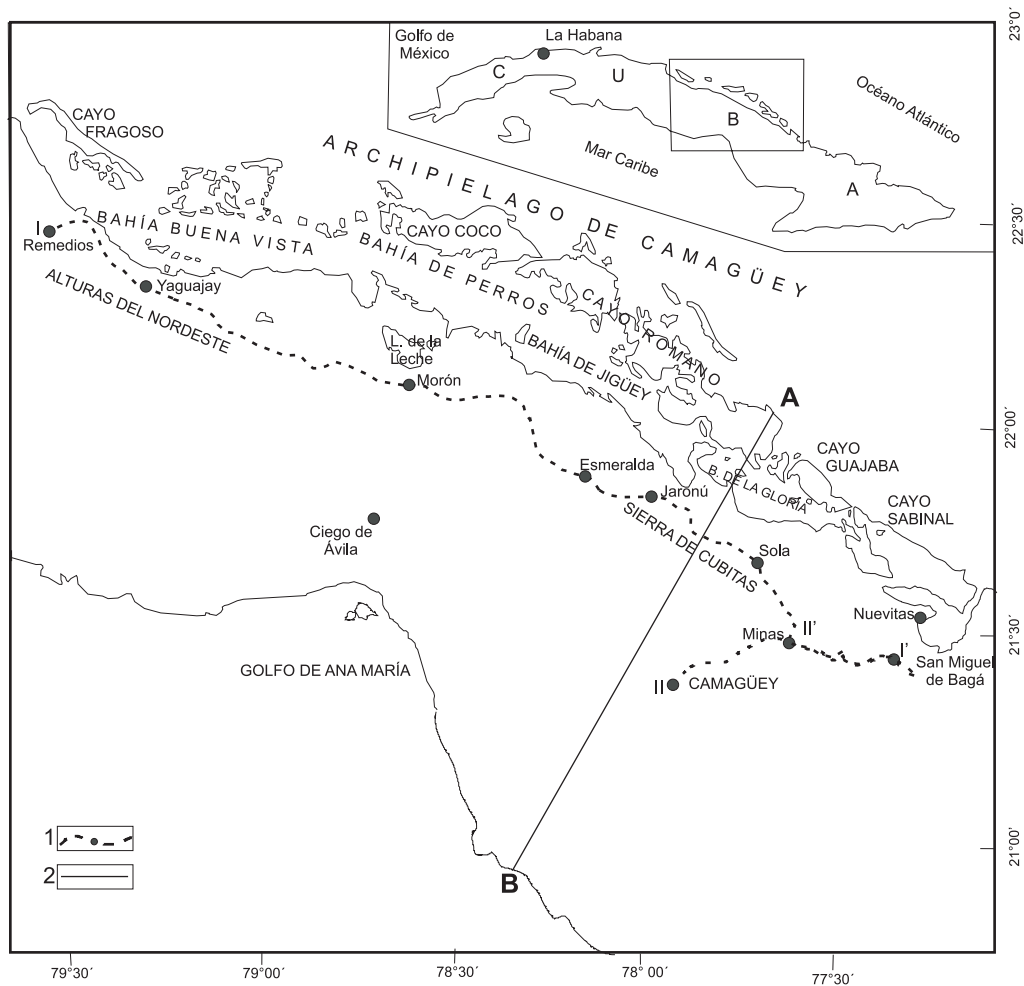 Golfo de
México
La Habana
C
U
B
A
Océano Atlántico
Mar Caribe
23°0´
CAYO
FRAGOSO
ARCHIPIELAGO DE CAMAGÜEY
22°30´
I
Remedios
BAHÍA BUENA VISTA
CAYO COCO
BAHÍA DE PERROS
Yaguajay
ALTURAS DEL NORDESTE
CAYO ROMANO
L. de la
Leche
BAHÍA DE JIGÜEY
Morón
A
22°00´
CAYO
GUAJABA
Esmeralda
B. DE LA GLORIA
Jaronú
CAYO
SABINAL
SIERRA DE CUBITAS
Ciego de
Ávila
Sola
Nuevitas
21°30´
Minas
II'
I'
San Miguel
de Bagá
GOLFO DE ANA MARÍA
II
CAMAGÜEY
1
2
21°00´
B
79°30´
79°00´
78°30´
78°00´
77°30´